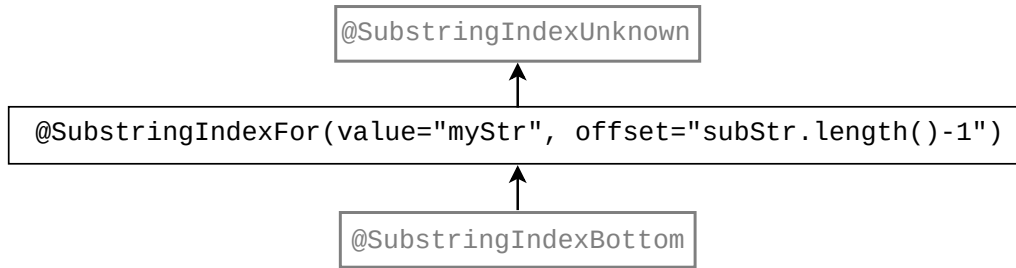 @SubstringIndexUnknown
@SubstringIndexFor(value="myStr", offset="subStr.length()-1")
@SubstringIndexBottom